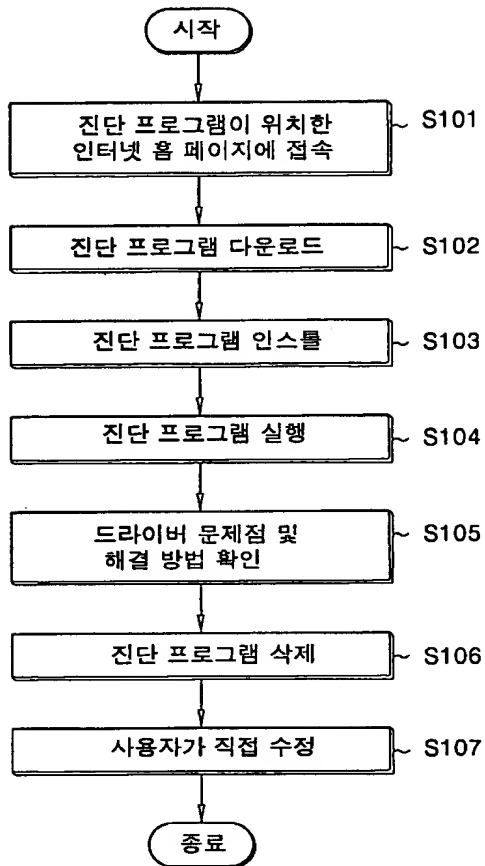 시작
진단 프로그램이 위치한
인터넷 홈 페이지에 접속
S101
진단 프로그램 다운로드
S102
진단 프로그램 인스톨
S103
진단 프로그램 실행
S104
드라이버 문제점 및
해결 방법 확인
S105
진단 프로그램 삭제
S106
사용자가 직접 수정
S107
종료